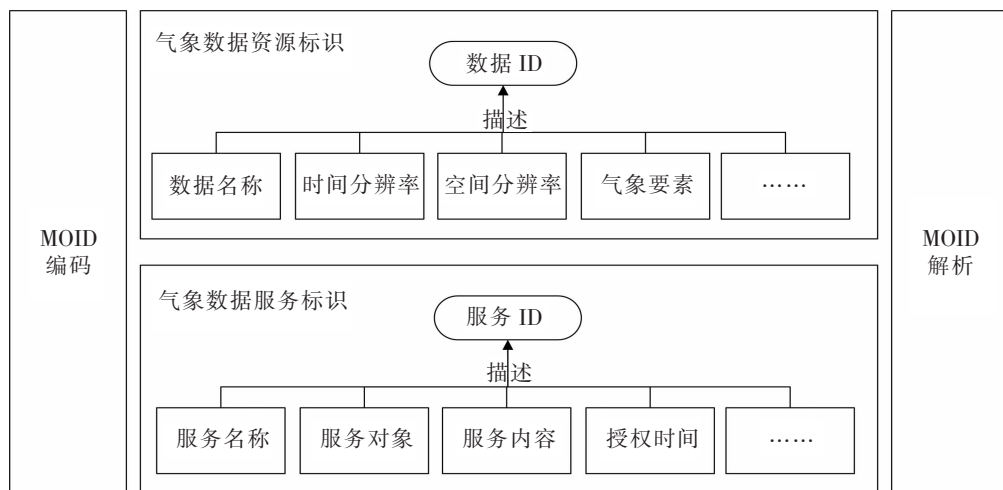 MOID
编码
气象数据资源标识
数据 ID
描述
数据名称
时间分辨率
空间分辨率
气象要素
……
气象数据服务标识
服务 ID
描述
服务名称
服务对象
服务内容
授权时间
……
MOID
解析